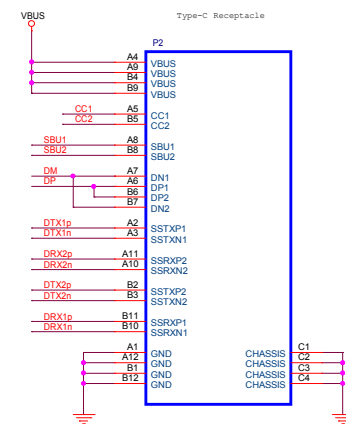 VBUS
Type-C Receptacle
P2
A4 VBUS
A9 VBUS
B4 VBUS
B9 VBUS
CC1 A5 CC1
CC2 B5 CC2
SBU1 A8 SBU1
SBU2 B8 SBU2
DM A7 DN1
DP A6 DP1
B6 DP2
B7 DN2
DTX1p A2 SSTXP1
DTX1n A3 SSTXN1
DRX2p A11 SSRXP2
DRX2n A10 SSRXN2
DTX2p B2 SSTXP2
DTX2n B3 SSTXN2
DRX1p B11 SSRXP1
DRX1n B10 SSRXN1
A1 GND CHASSIS C1
A12 GND CHASSIS C2
B1 GND CHASSIS C3
B12 GND CHASSIS C4